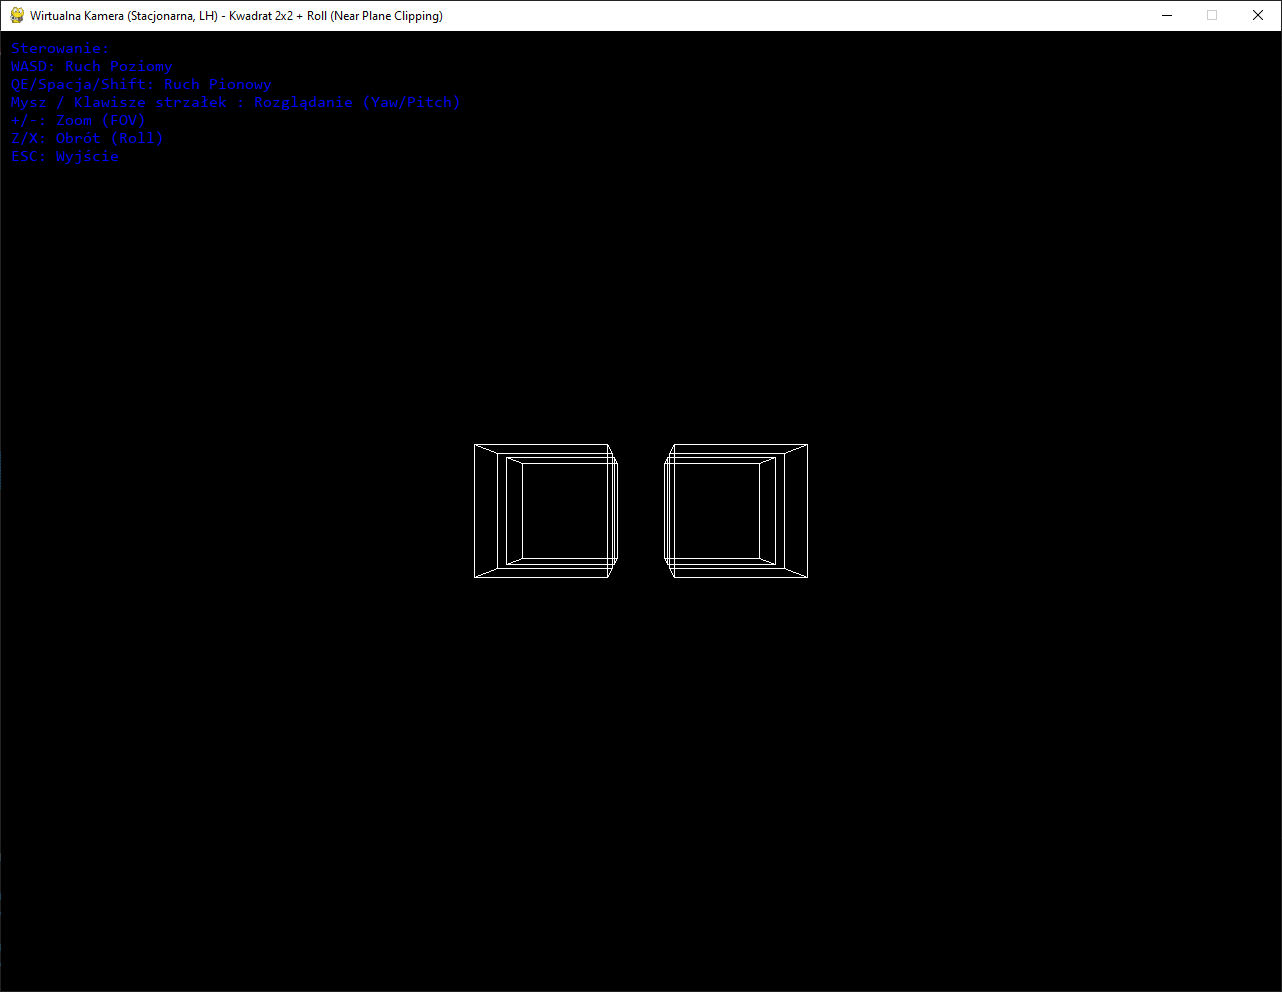 Wirtualna Kamera (Stacjonarna, LH) - Kwadrat 2x2 + Roll (Near Plane Clipping)
Sterowanie:
WASD: Ruch Poziomy
QE/Spacja/Shift: Ruch Pionowy
Mysz / Klawisze strzałek : Rozglądanie (Yaw/Pitch)
+/-: Zoom (FOV)
Z/X: Obrót (Roll)
ESC: Wyjście